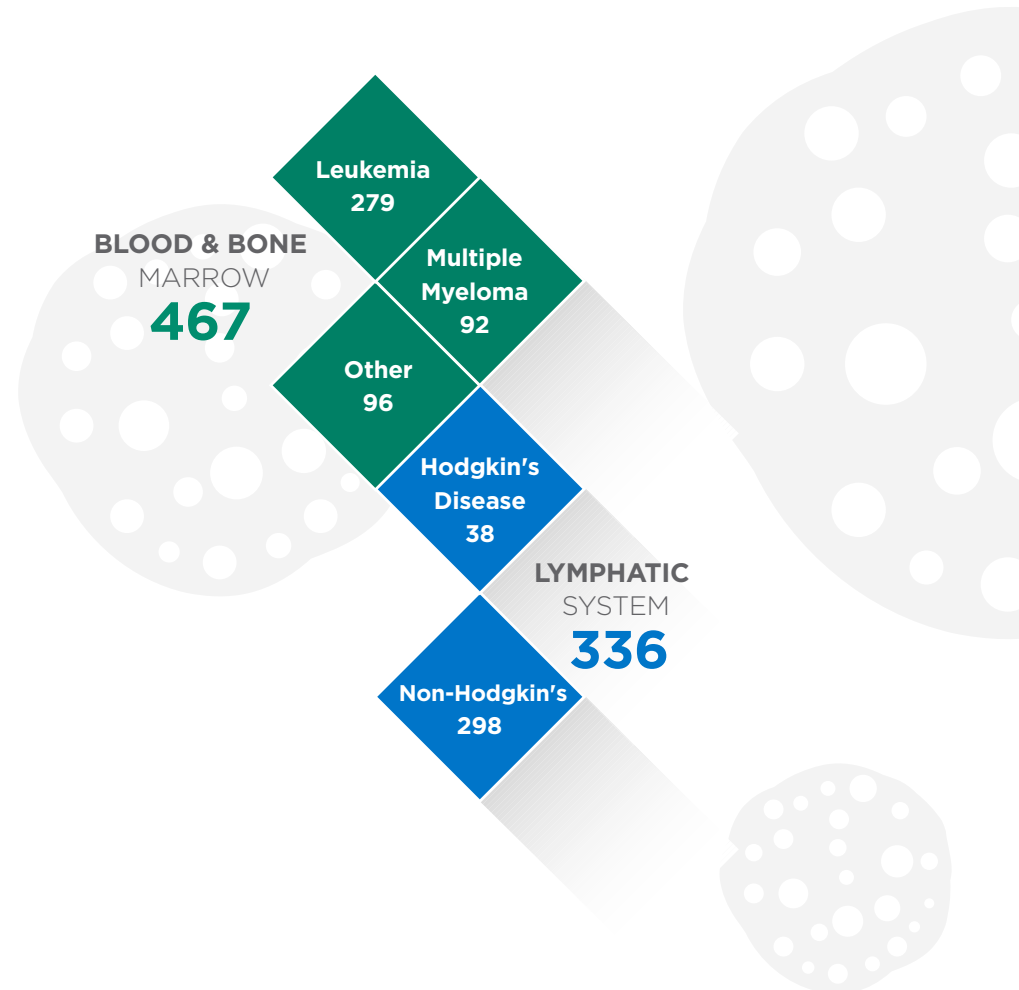 Leukemia
279
BLOOD & BONE
MARROW
467
Multiple
Myeloma
92
Other
96
Hodgkin's
Disease
38
LYMPHATIC
SYSTEM
336
Non-Hodgkin's
298